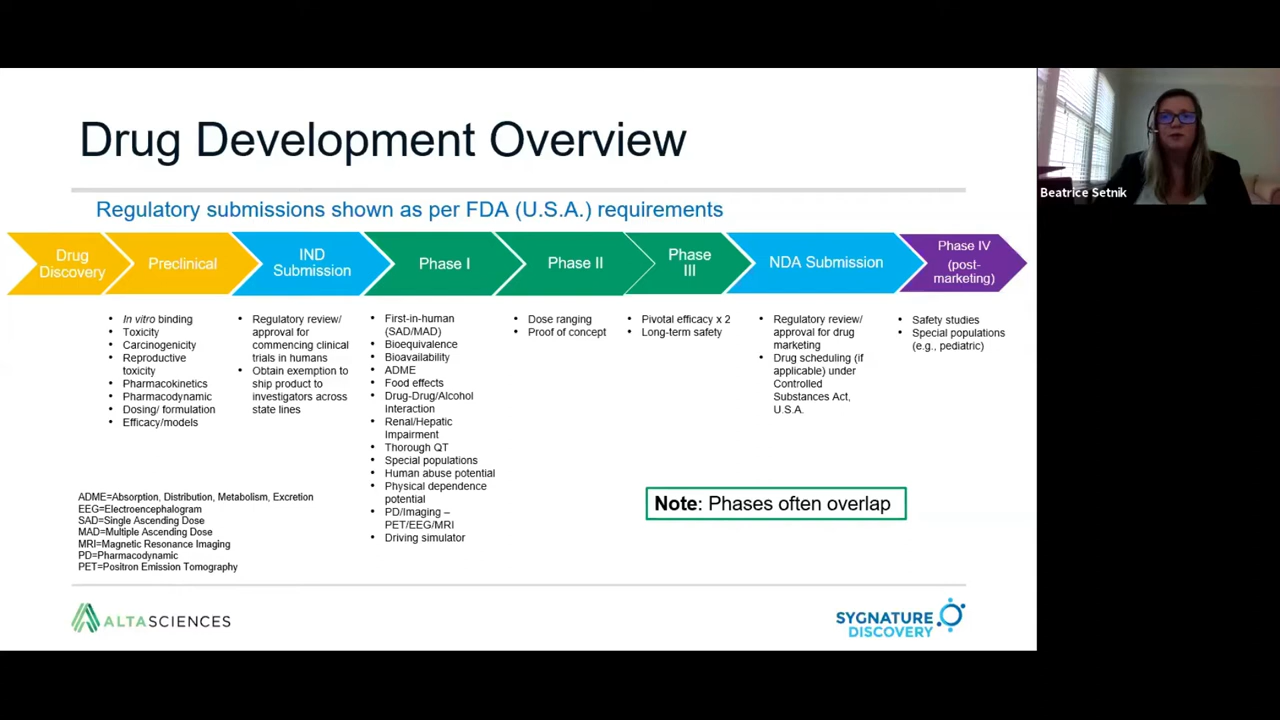 Drug Development Overview
Regulatory submissions shown as per FDA (U.S.A.) requirements
Drug
Discovery
Preclinical
IND
Submission
Phase I
Phase II
Phase
III
NDA Submission
Phase IV
(post-
marketing)
• In vitro binding
• Toxicity
• Carcinogenicity
• Reproductive
toxicity
• Pharmacokinetics
• Pharmacodynamic
• Dosing/ formulation
• Efficacy/models
• Regulatory review/
approval for
commencing clinical
trials in humans
• Obtain exemption to
ship product to
investigators across
state lines
• First-in-human
(SAD/MAD)
• Bioequivalence
• Bioavailability
• ADME
• Food effects
• Drug-Drug/Alcohol
Interaction
• Renal/Hepatic
Impairment
• Thorough QT
• Special populations
• Human abuse potential
• Physical dependence
potential
• PD/Imaging –
PET/EEG/MRI
• Driving simulator
• Dose ranging
• Proof of concept
• Pivotal efficacy x 2
• Long-term safety
• Regulatory review/
approval for drug
marketing
• Drug scheduling (if
applicable) under
Controlled
Substances Act,
U.S.A.
• Safety studies
• Special populations
(e.g., pediatric)
Note: Phases often overlap
ADME=Absorption, Distribution, Metabolism, Excretion
EEG=Electroencephalogram
SAD=Single Ascending Dose
MAD=Multiple Ascending Dose
MRI=Magnetic Resonance Imaging
PD=Pharmacodynamic
PET=Positron Emission Tomography
ALTASCIENCES
SYGNATURE
DISCOVERY
Beatrice Setnik